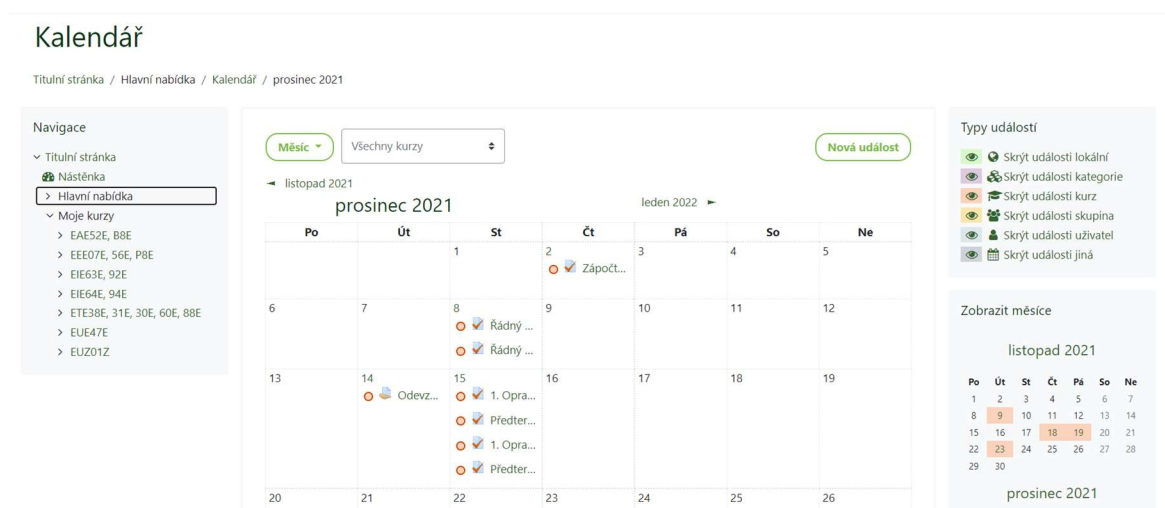 Kalendář
Titulní stránka / Hlavní nabídka / Kalendář / prosinec 2021
Navigace
Titulní stránka
Nástěnka
Hlavní nabídka
Moje kurzy
EAE52E, B8E
EEE07E, 56E, P8E
EIE63E, 92E
EIE64E, 94E
ETE38E, 31E, 30E, 60E, 88E
EUE47E
EUZ01Z
Měsíc Všechny kurzy Nová událost
◄ listopad 2021
prosinec 2021 leden 2022 ►
Po Út St Čt Pá So Ne
1 2 3 4 5
Zápočt...
6 7 8 9 10 11 12
Řádný ...
Řádný ...
13 14 15 16 17 18 19
Odevz... 1. Opra...
Předter...
1. Opra...
Předter...
20 21 22 23 24 25 26
Typy událostí
Skrýt události lokální
Skrýt události kategorie
Skrýt události kurz
Skrýt události skupina
Skrýt události uživatel
Skrýt události jiná
Zobrazit měsíce
listopad 2021
Po Út St Čt Pá So Ne
1 2 3 4 5 6 7
8 9 10 11 12 13 14
15 16 17 18 19 20 21
22 23 24 25 26 27 28
29 30
prosinec 2021